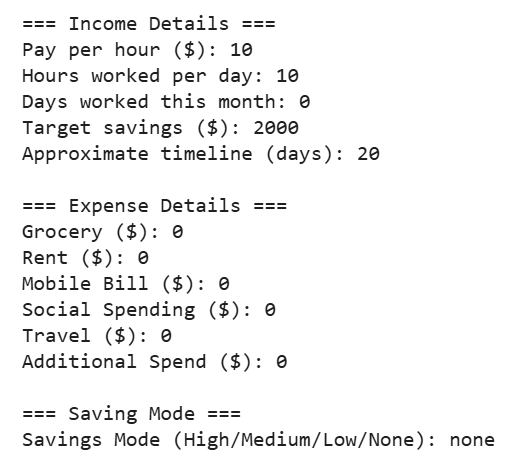 === Income Details ===
Pay per hour ($): 10
Hours worked per day: 10
Days worked this month: 0
Target savings ($): 2000
Approximate timeline (days): 20
=== Expense Details ===
Grocery ($): 0
Rent ($): 0
Mobile Bill ($): 0
Social Spending ($): 0
Travel ($): 0
Additional Spend ($): 0
=== Saving Mode ===
Savings Mode (High/Medium/Low/None): none